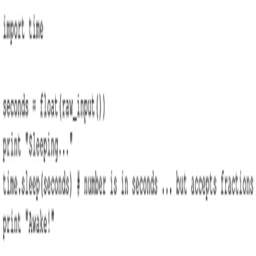 import time
seconds = float(raw_input())
print "Sleeping..."
time.sleep(seconds) # number is in seconds ... but accepts fractions
print "Awake!"